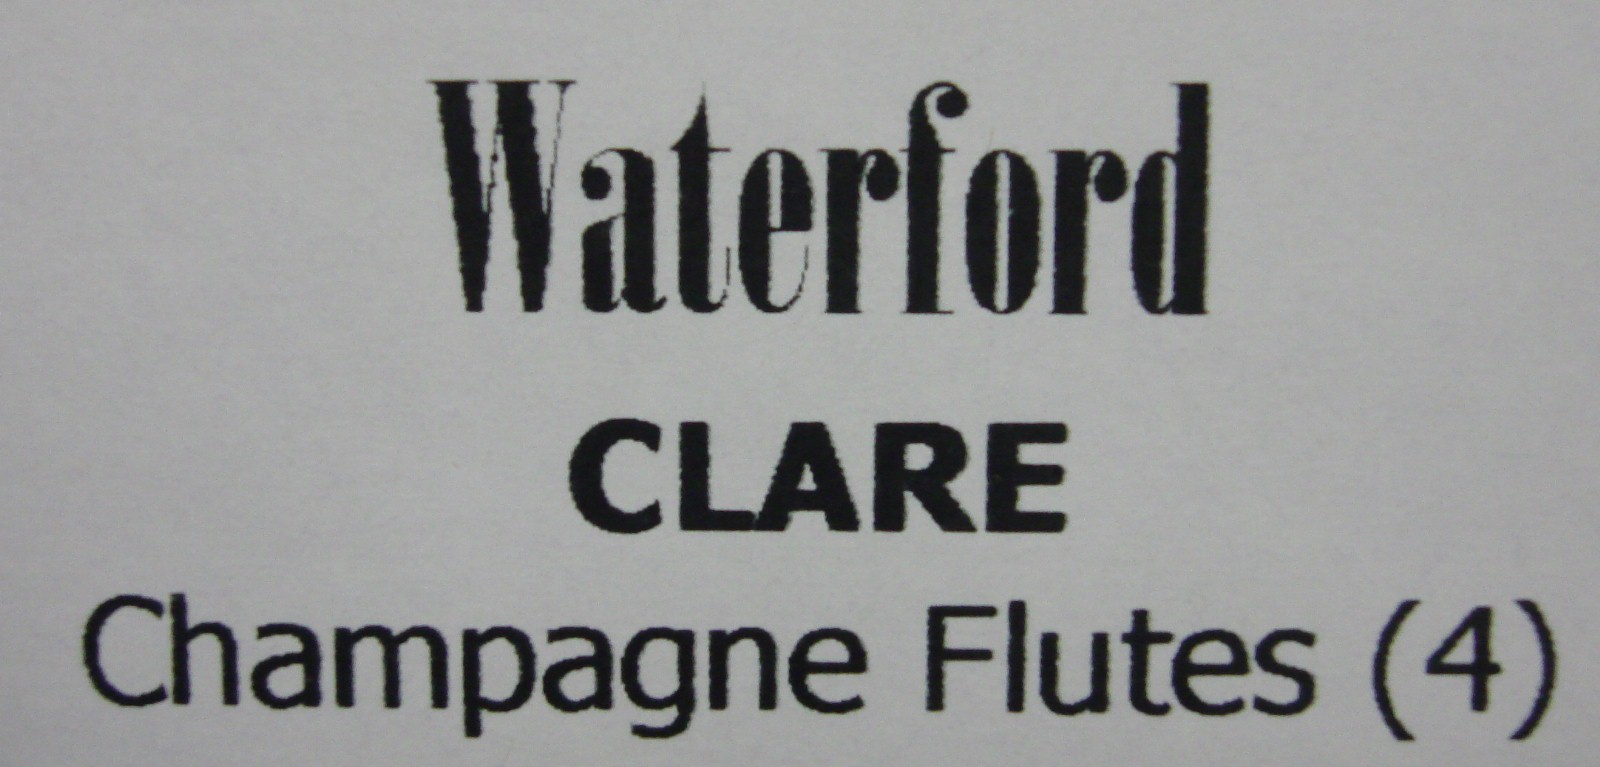 Waterford
CLARE
Champagne Flutes (4)